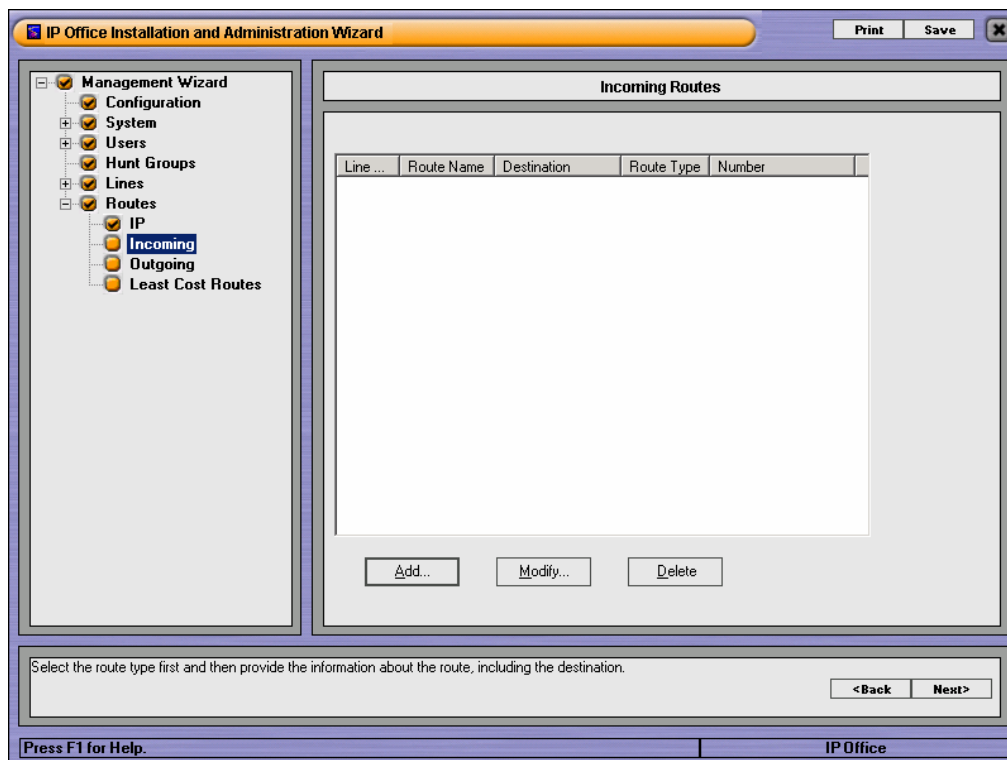 IP Office Installation and Administration Wizard
Print
Save
Management Wizard
Configuration
System
Users
Hunt Groups
Lines
Routes
IP
Incoming
Outgoing
Least Cost Routes
Incoming Routes
Line ... Route Name Destination Route Type Number
Add... Modify... Delete
Select the route type first and then provide the information about the route, including the destination.
<Back Next>
Press F1 for Help.
IP Office